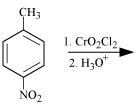 CH₃
1. CrO₂Cl₂
2. H₃O⁺
NO₂